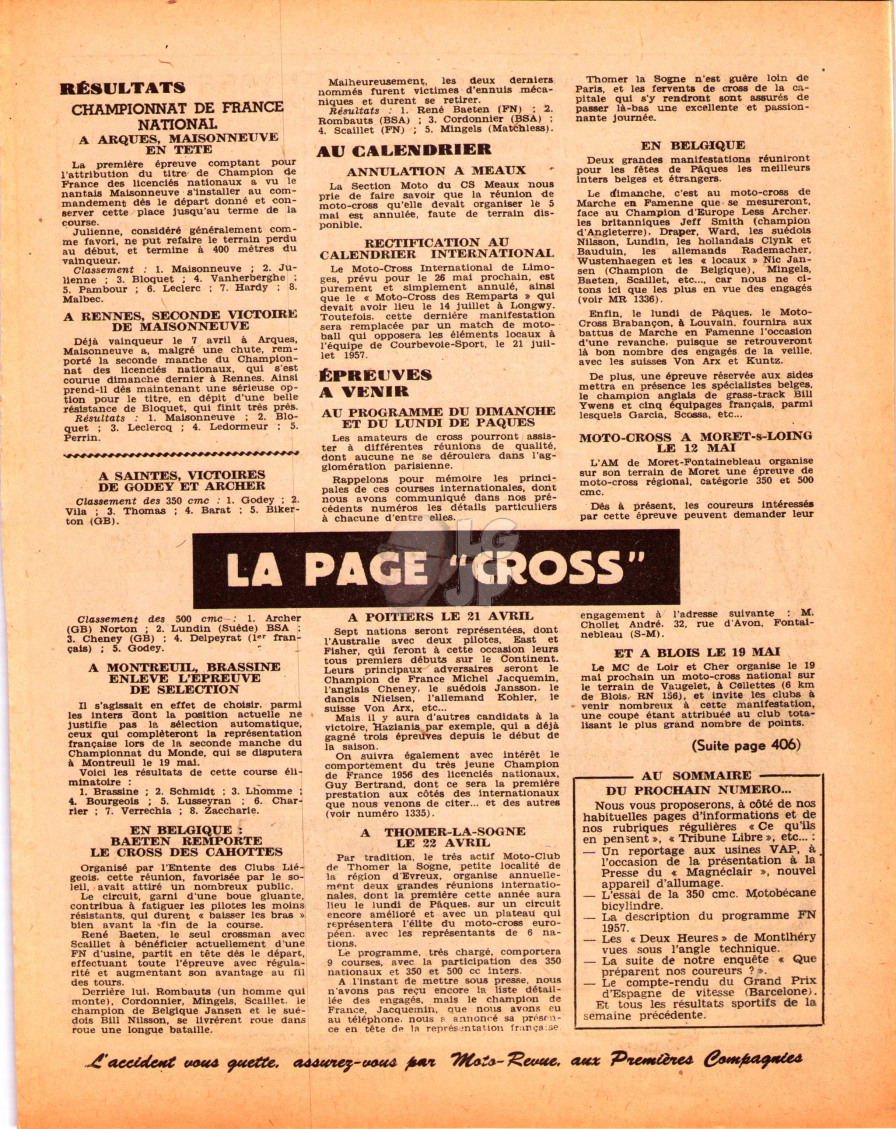 RÉSULTATS
CHAMPIONNAT DE FRANCE
NATIONAL
A ARQUES, MAISONNEUVE
EN TETE
La première épreuve comptant pour
l'attribution du titre de Champion de
France des licenciés nationaux a vu le
nantais Maisonneuve s'installer au com-
mandement dès le départ donné et con-
server cette place jusqu'au terme de la
course.
Julienne, considéré généralement com-
me favori, ne put refaire le terrain perdu
au début, et termine à 400 mètres du
vainqueur.
Classement : 1. Maisonneuve ; 2. Ju-
lienne ; 3. Bloquet ; 4. Vanherberghe ;
5. Pambour ; 6. Leclerc ; 7. Hardy ; 8.
Malbec.
A RENNES, SECONDE VICTOIRE
DE MAISONNEUVE
Déjà vainqueur le 7 avril à Arques,
Maisonneuve a, malgré une chute, rem-
porté la seconde manche du Champion-
nat des licenciés nationaux, qui s'est
courue dimanche dernier à Rennes. Ainsi
prend-il dès maintenant une sérieuse op-
tion pour le titre, en dépit d'une belle
résistance de Bloquet, qui finit très près.
Résultats : 1. Maisonneuve ; 2. Blo-
quet ; 3. Leclercq ; 4. Ledormeur ; 5.
Perrin.
A SAINTES, VICTOIRES
DE GODEY ET ARCHER
Classement des 350 cmc : 1. Godey ; 2.
Vila ; 3. Thomas ; 4. Barat ; 5. Biker-
ton (GB).
Malheureusement, les deux derniers
nommés furent victimes d'ennuis méca-
niques et durent se retirer.
Résultats : 1. René Baeten (FN) ; 2.
Rombauts (BSA) ; 3. Cordonnier (BSA) ;
4. Scaillet (FN) ; 5. Mingels (Matchless).
AU CALENDRIER
ANNULATION A MEAUX
La Section Moto du CS Meaux nous
prie de faire savoir que la réunion de
moto-cross qu'elle devait organiser le 5
mai est annulée, faute de terrain dis-
ponible.
RECTIFICATION AU
CALENDRIER INTERNATIONAL
Le Moto-Cross International de Limo-
ges, prévu pour le 26 mai prochain, est
purement et simplement annulé, ainsi
que le « Moto-Cross des Remparts » qui
devait avoir lieu le 14 juillet à Longwy.
Toutefois, cette dernière manifestation
sera remplacée par un match de moto-
ball qui opposera les éléments locaux à
l'équipe de Courbevoie-Sport, le 21 juil-
let 1957.
ÉPREUVES
A VENIR
AU PROGRAMME DU DIMANCHE
ET DU LUNDI DE PAQUES
Les amateurs de cross pourront assis-
ter à différentes réunions de qualité,
dont aucune ne se déroulera dans l'ag-
glomération parisienne.
Rappelons pour mémoire les princi-
pales de ces courses internationales, dont
nous avons communiqué dans nos pré-
cédents numéros les détails particuliers
à chacune d'entre elles.
Thomer la Sogne n'est guère loin de
Paris, et les fervents de cross de la ca-
pitale qui s'y rendront sont assurés de
passer là-bas une excellente et passion-
nante journée.
EN BELGIQUE
Deux grandes manifestations réuniront
pour les fêtes de Pâques les meilleurs
inters belges et étrangers.
Le dimanche, c'est au moto-cross de
Marche en Famenne que se mesureront,
face au Champion d'Europe Less Archer,
les britanniques Jeff Smith (champion
d'Angleterre), Draper, Ward, les suédois
Nilsson, Lundin, les hollandais Clynk et
Bauduin, les allemands Rademacher,
Wustenhaegen et les « locaux » Nic Jan-
sen (Champion de Belgique), Mingels,
Baeten, Scaillet, etc..., car nous ne ci-
tons ici que les plus en vue des engagés
(voir MR 1336).
Enfin, le lundi de Pâques, le Moto-
Cross Brabançon, à Louvain, fournira aux
battus de Marche en Famenne l'occasion
d'une revanche, puisque se retrouveront
là bon nombre des engagés de la veille,
avec les suisses Von Arx et Kuntz.
De plus, une épreuve réservée aux sides
mettra en présence les spécialistes belges,
le champion anglais de grass-track Bill
Ywens et cinq équipages français, parmi
lesquels Garcia, Scossa, etc...
MOTO-CROSS A MORET-s-LOING
LE 12 MAI
L'AM de Moret-Fontainebleau organise
sur son terrain de Moret une épreuve de
moto-cross régional, catégorie 350 et 500
cmc.
Dès à présent, les coureurs intéressés
par cette épreuve peuvent demander leur
LA PAGE "CROSS"
Classement des 500 cmc : 1. Archer
(GB) Norton ; 2. Lundin (Suède) BSA ;
3. Cheney (GB) ; 4. Delpeyrat (1er fran-
çais) ; 5. Godey.
A MONTREUIL, BRASSINE
ENLEVE L'ÉPREUVE
DE SELECTION
Il s'agissait en effet de choisir, parmi
les inters dont la position actuelle ne
justifie pas la sélection automatique,
ceux qui complèteront la représentation
française lors de la seconde manche du
Championnat du Monde, qui se disputera
à Montreuil le 19 mai.
Voici les résultats de cette course éli-
minatoire :
1. Brassine ; 2. Schmidt ; 3. Lhomme ;
4. Bourgeois ; 5. Lusseyran ; 6. Char-
rier ; 7. Verrechia ; 8. Zaccharie.
EN BELGIQUE :
BAETEN REMPORTE
LE CROSS DES CAHOTTES
Organisé par l'Entente des Clubs Lié-
geois, cette réunion, favorisée par le so-
leil, avait attiré un nombreux public.
Le circuit, garni d'une boue gluante,
contribua à fatiguer les pilotes les moins
résistants, qui durent « baisser les bras »
bien avant la fin de la course.
René Baeten, le seul crossman avec
Scaillet à bénéficier actuellement d'une
FN d'usine, partit en tête dès le départ,
effectuant toute l'épreuve avec régula-
rité et augmentant son avantage au fil
des tours.
Derrière lui, Rombauts (un homme qui
monte), Cordonnier, Mingels, Scaillet, le
champion de Belgique Jansen et le sué-
dois Bill Nilsson, se livrèrent roue dans
roue une longue bataille.
A POITIERS LE 21 AVRIL
Sept nations seront représentées, dont
l'Australie avec deux pilotes, East et
Fisher, qui feront à cette occasion leurs
tous premiers débuts sur le Continent.
Leurs principaux adversaires seront le
Champion de France Michel Jacquemin,
l'anglais Cheney, le suédois Jansson, le
danois Nielsen, l'allemand Kohler, le
suisse Von Arx, etc...
Mais il y aura d'autres candidats à la
victoire, Hazianis par exemple, qui a déjà
gagné trois épreuves depuis le début de
la saison.
On suivra également avec intérêt le
comportement du très jeune Champion
de France 1956 des licenciés nationaux,
Guy Bertrand, dont ce sera la première
prestation aux côtés des internationaux
que nous venons de citer... et des autres
(voir numéro 1335).
A THOMER-LA-SOGNE
LE 22 AVRIL
Par tradition, le très actif Moto-Club
de Thomer la Sogne, petite localité de
la région d'Evreux, organise annuelle-
ment deux grandes réunions internatio-
nales, dont la première cette année aura
lieu le lundi de Pâques, sur un circuit
encore amélioré et avec un plateau qui
représentera l'élite du moto-cross euro-
péen, avec les représentants de 6 na-
tions.
Le programme, très chargé, comportera
9 courses, avec la participation des 350
nationaux et 350 et 500 cc inters.
A l'instant de mettre sous presse, nous
n'avons pas reçu encore la liste détail-
lée des engagés, mais le champion de
France, Jacquemin, que nous avons eu
au téléphone, nous a annoncé sa présen-
ce en tête de la représentation française
engagement à l'adresse suivante : M.
Chollet André, 32, rue d'Avon, Fontai-
nebleau (S-M).
ET A BLOIS LE 19 MAI
Le MC de Loir et Cher organise le 19
mai prochain un moto-cross national sur
le terrain de Vaugelet, à Cellettes (6 km
de Blois, RN 156), et invite les clubs à
venir nombreux à cette manifestation,
une coupe étant attribuée au club tota-
lisant le plus grand nombre de points.
(Suite page 406)
AU SOMMAIRE
DU PROCHAIN NUMERO...
Nous vous proposerons, à côté de nos
habituelles pages d'informations et de
nos rubriques régulières « Ce qu'ils
en pensent », « Tribune Libre », etc... :
— Un reportage aux usines VAP, à
l'occasion de la présentation à la
Presse du « Magnéclair », nouvel
appareil d'allumage.
— L'essai de la 350 cmc. Motobécane
bicylindre.
— La description du programme FN
1957.
— Les « Deux Heures » de Montlhéry
vues sous l'angle technique.
— La suite de notre enquête « Que
préparent nos coureurs ? ».
— Le compte-rendu du Grand Prix
d'Espagne de vitesse (Barcelone).
Et tous les résultats sportifs de la
semaine précédente.
L'accident vous guette, assurez-vous par Moto-Revue, aux Premières Compagnies